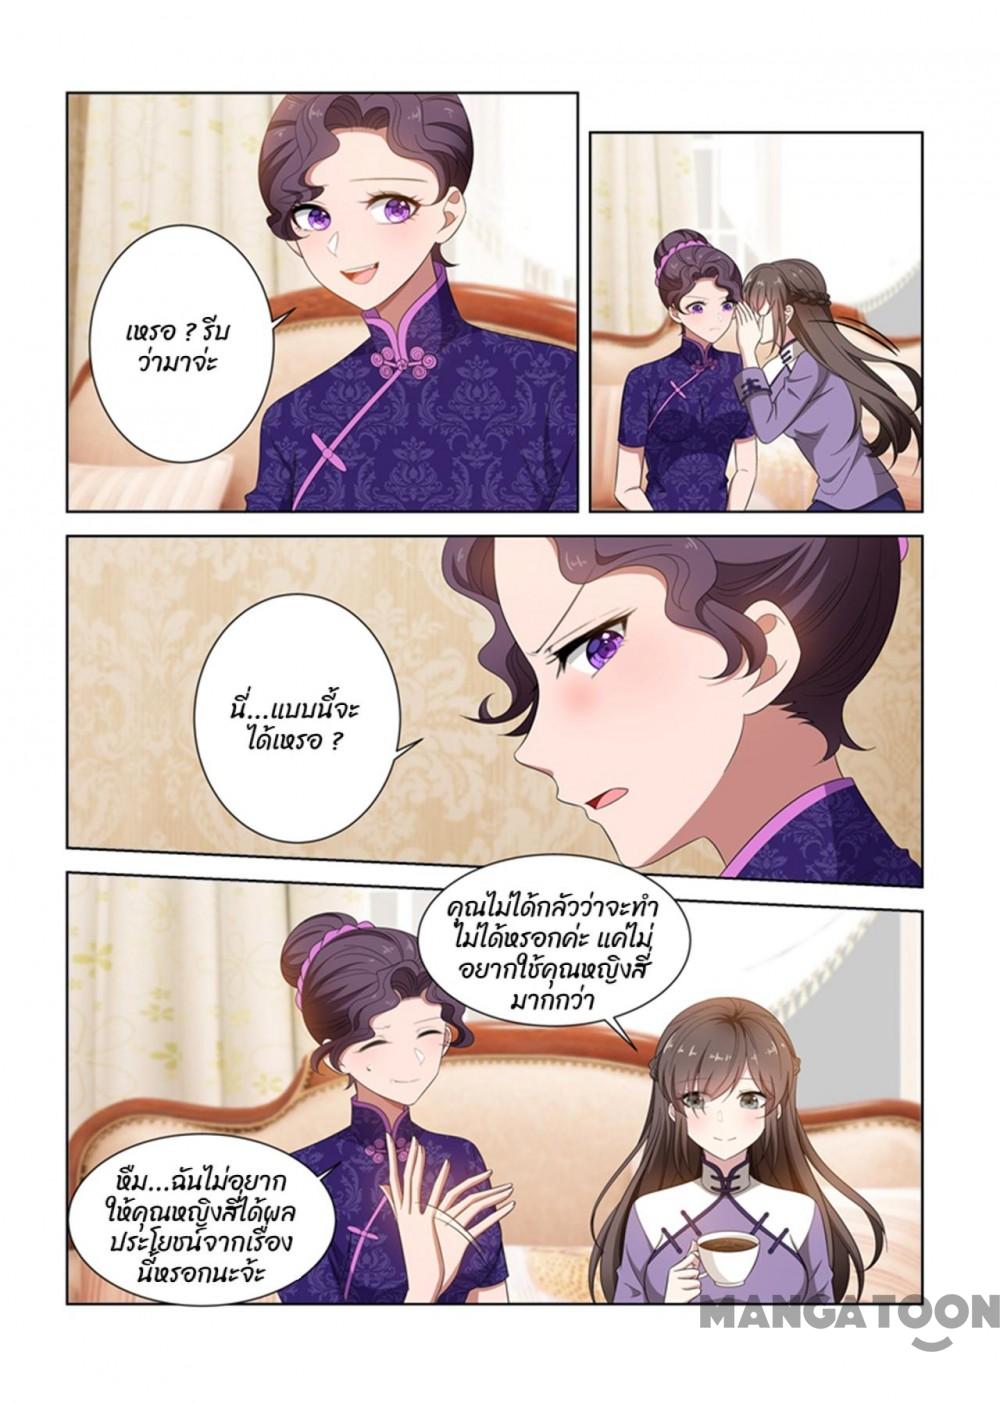 เหรอ ? รีบ
ว่ามาจ่ะ
นี่...แบบนี้จะ
ได้เหรอ ?
คุณไม่ได้กลัวว่าจะทำ
ไม่ได้หรอกค่ะ แค่ไม่
อยากใช้คุณหญิงสี่
มากกว่า
หืม...ฉันไม่อยาก
ให้คุณหญิงสี่ได้ผล
ประโยชน์จากเรื่อง
นี้หรอกนะจ้ะ
MANGATOON